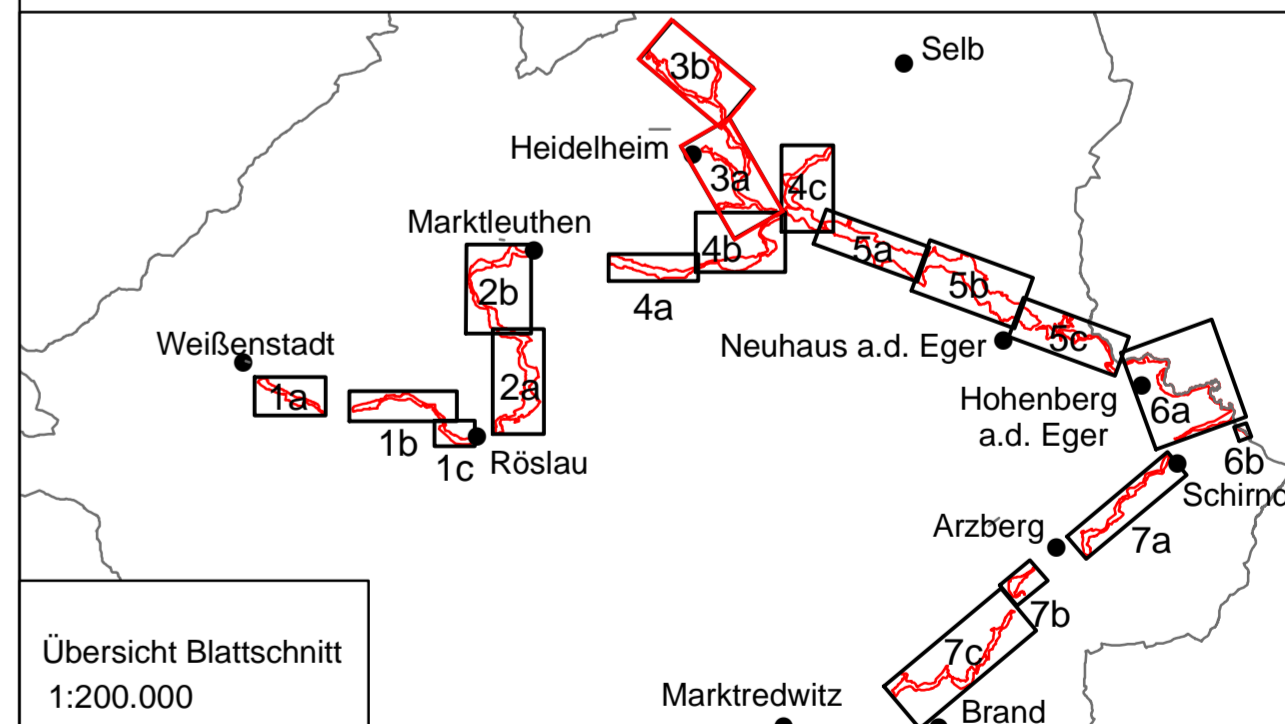 Selb
3b
Heidelheim
3a
4c
Marktleuthen
4b
5a
2b
5b
4a
Weißenstadt
Neuhaus a.d. Eger
5c
1a
2a
Hohenberg
a.d. Eger
6a
1b
1c
Röslau
6b
Schirnd
Arzberg
7a
7b
7c
Übersicht Blattschnitt
1:200.000
Marktredwitz
Brand